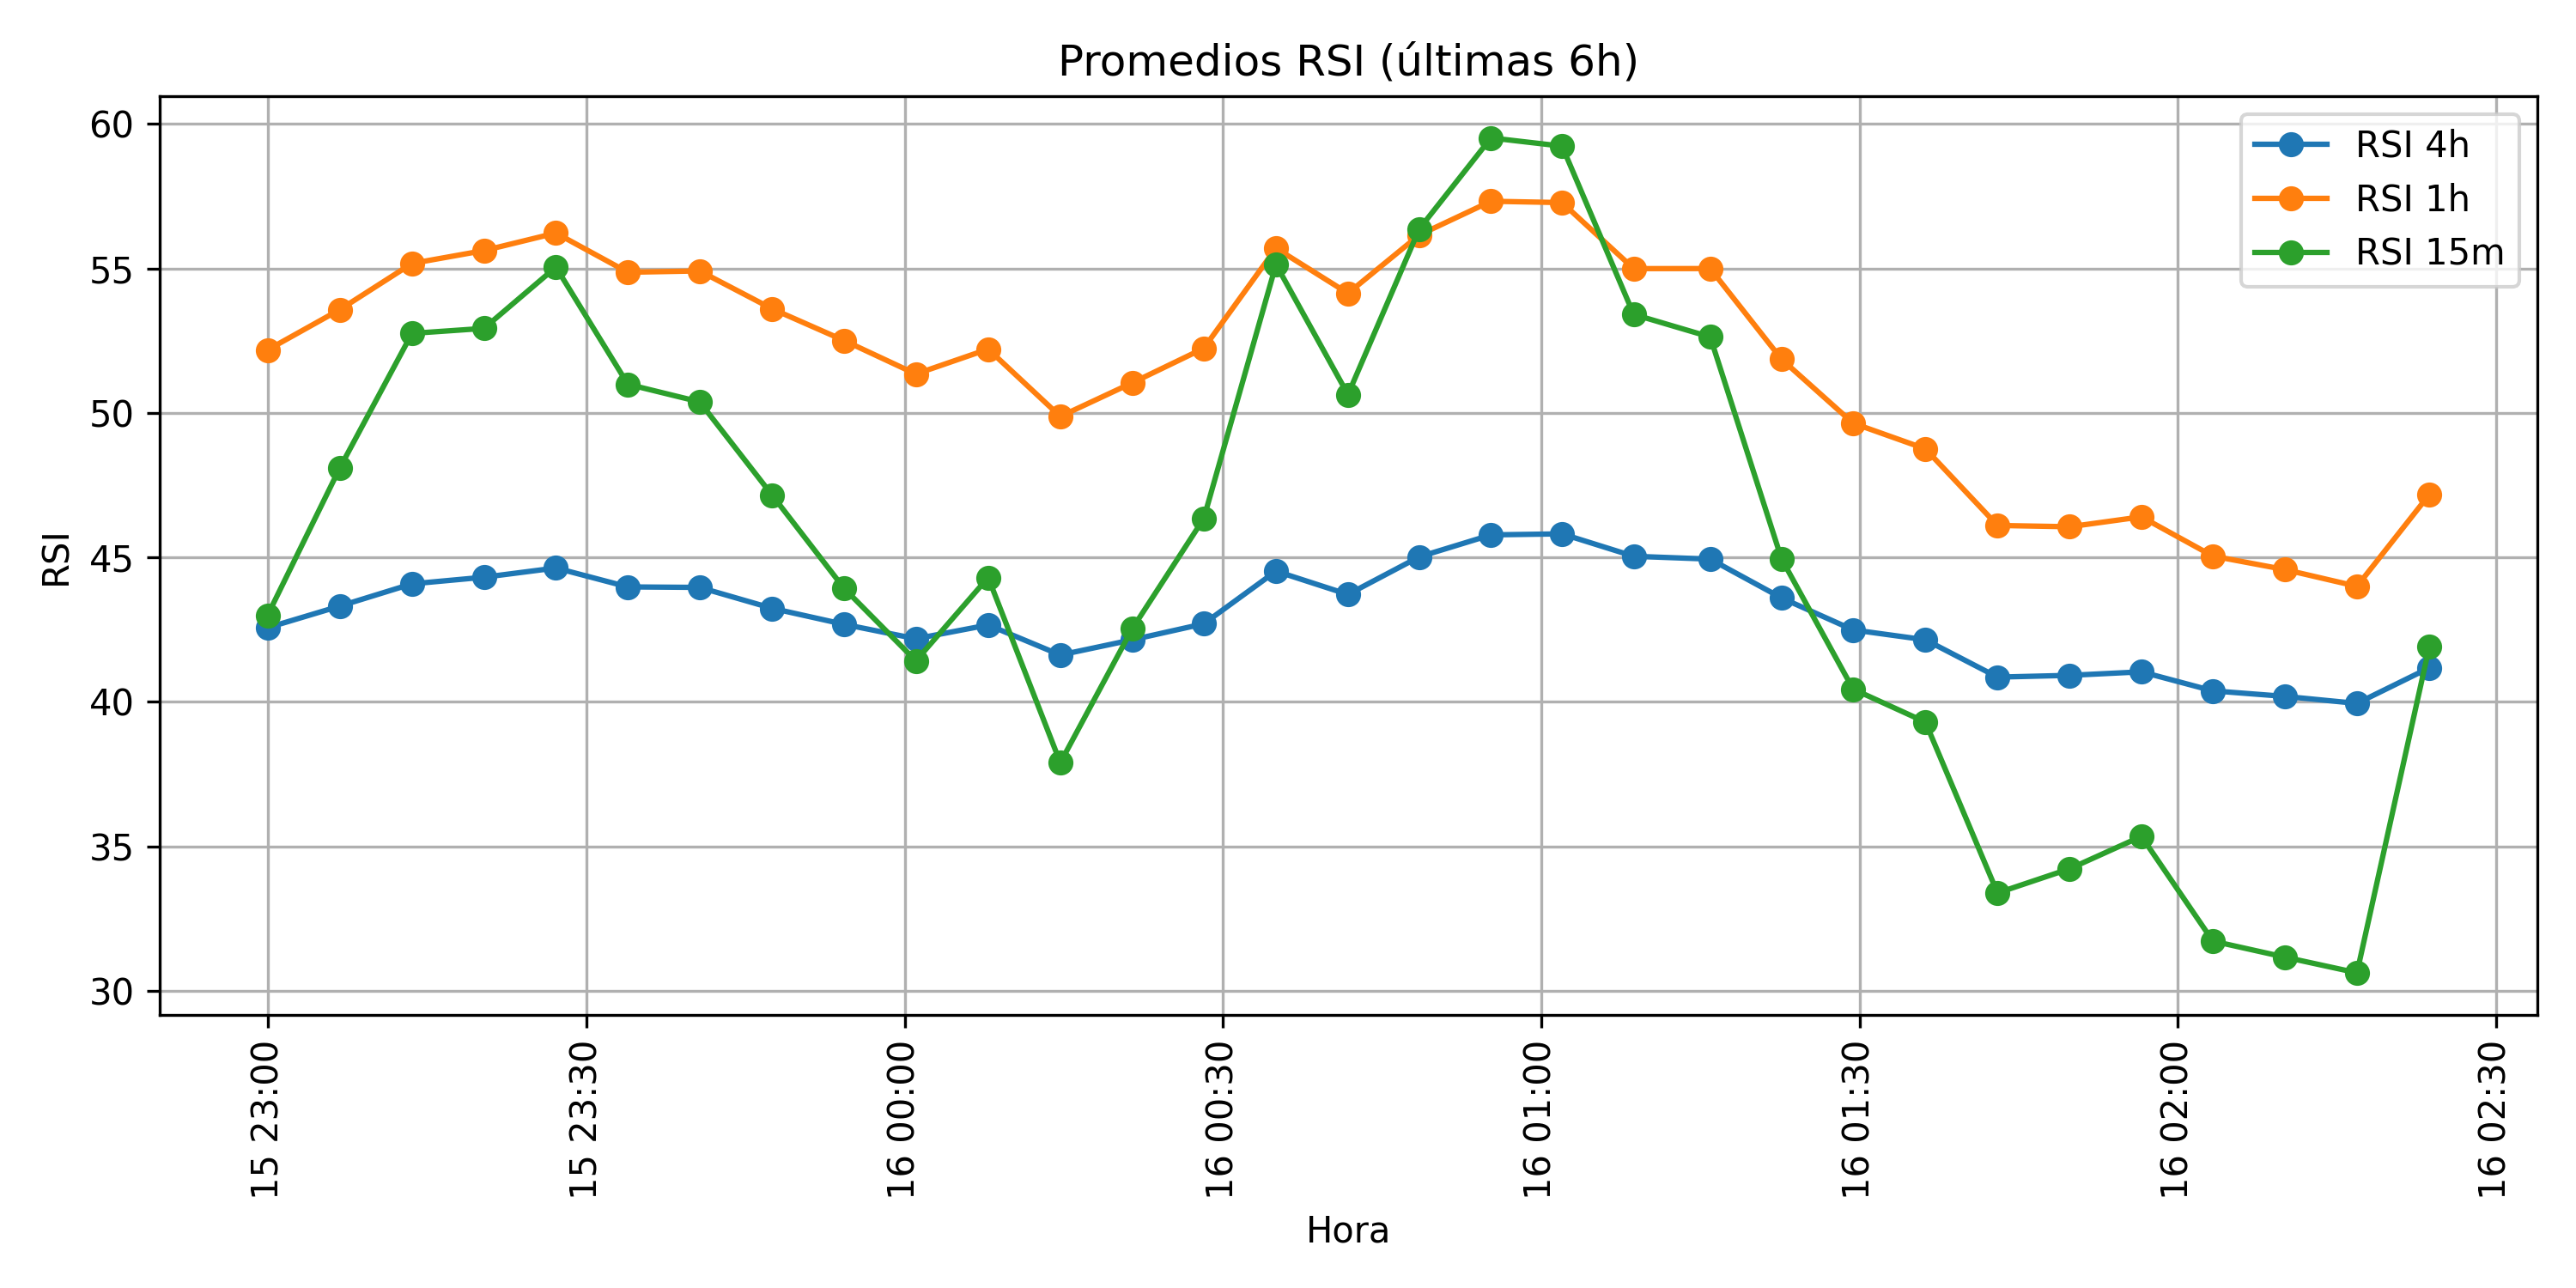 Promedios RSI (últimas 6h)
60
55
50
45
40
35
30
RSI
RSI 4h
RSI 1h
RSI 15m
15 23:00
15 23:30
16 00:00
16 00:30
16 01:00
16 01:30
16 02:00
16 02:30
Hora